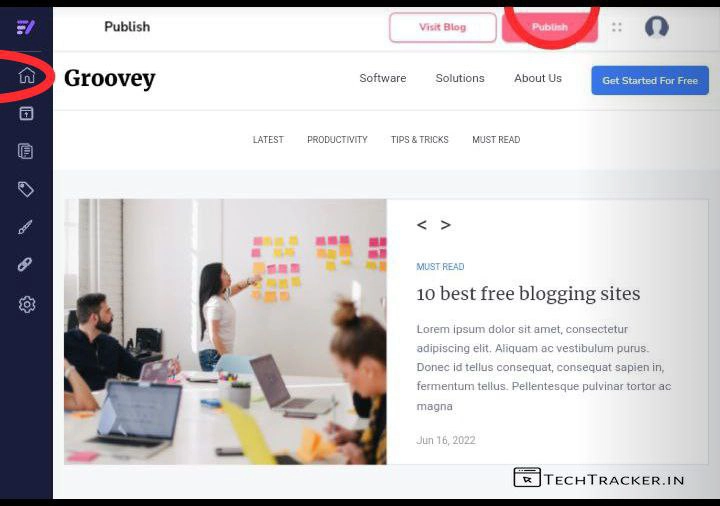 Publish
Visit Blog
Publish
Groovey
Software
Solutions
About Us
Get Started For Free
LATEST
PRODUCTIVITY
TIPS & TRICKS
MUST READ
< >
MUST READ
10 best free blogging sites
Lorem ipsum dolor sit amet, consectetur
adipiscing elit. Aliquam ac vestibulum purus.
Donec id tellus consequat, consequat sapien in,
fermentum tellus. Pellentesque pulvinar tortor ac
magna
Jun 16, 2022
TECHTRACKER.IN